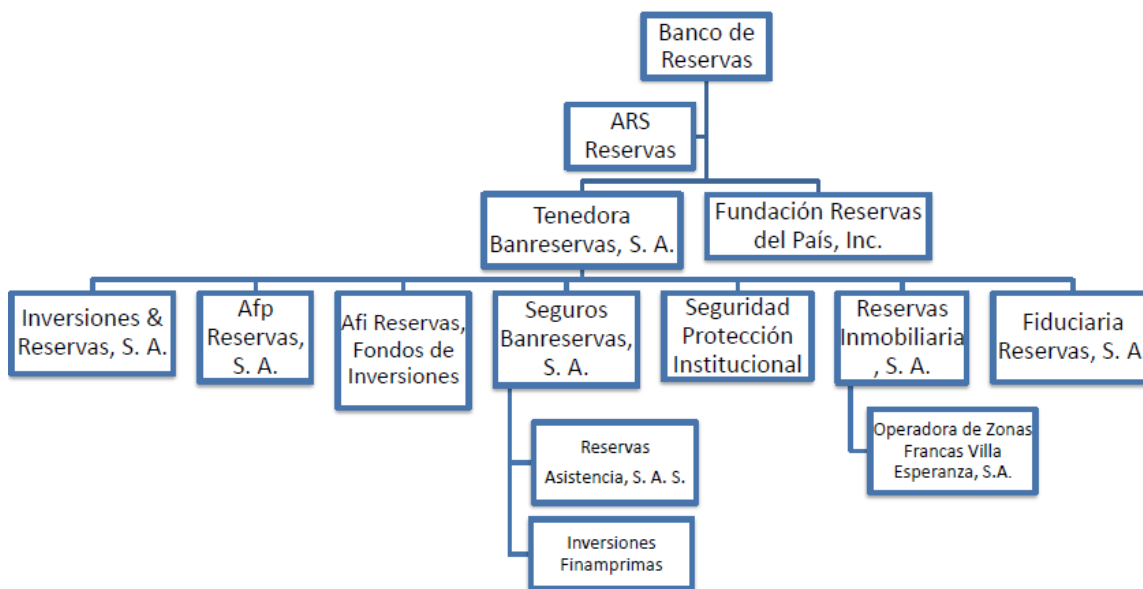 Banco de
Reservas
ARS
Reservas
Tenedora
Banreservas, S. A.
Fundación Reservas
del País, Inc.
Inversiones &
Reservas, S. A.
Afp
Reservas,
S. A.
Afi Reservas,
Fondos de
Inversiones
Seguros
Banreservas,
S. A.
Seguridad
Protección
Institucional
Reservas
Inmobiliaria
, S. A.
Fiduciaria
Reservas, S. A
Reservas
Asistencia, S. A. S.
Operadora de Zonas
Francas Villa
Esperanza, S.A.
Inversiones
Finamprimas